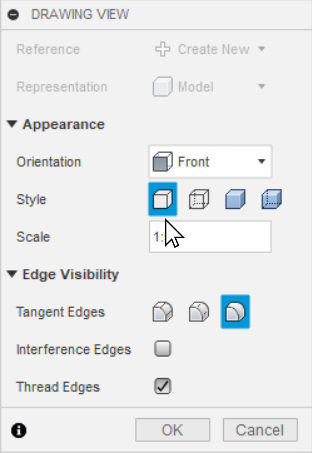 DRAWING VIEW
Reference Create New
Representation Model
Appearance
Orientation Front
Style
Scale 1:
Edge Visibility
Tangent Edges
Interference Edges
Thread Edges
OK Cancel